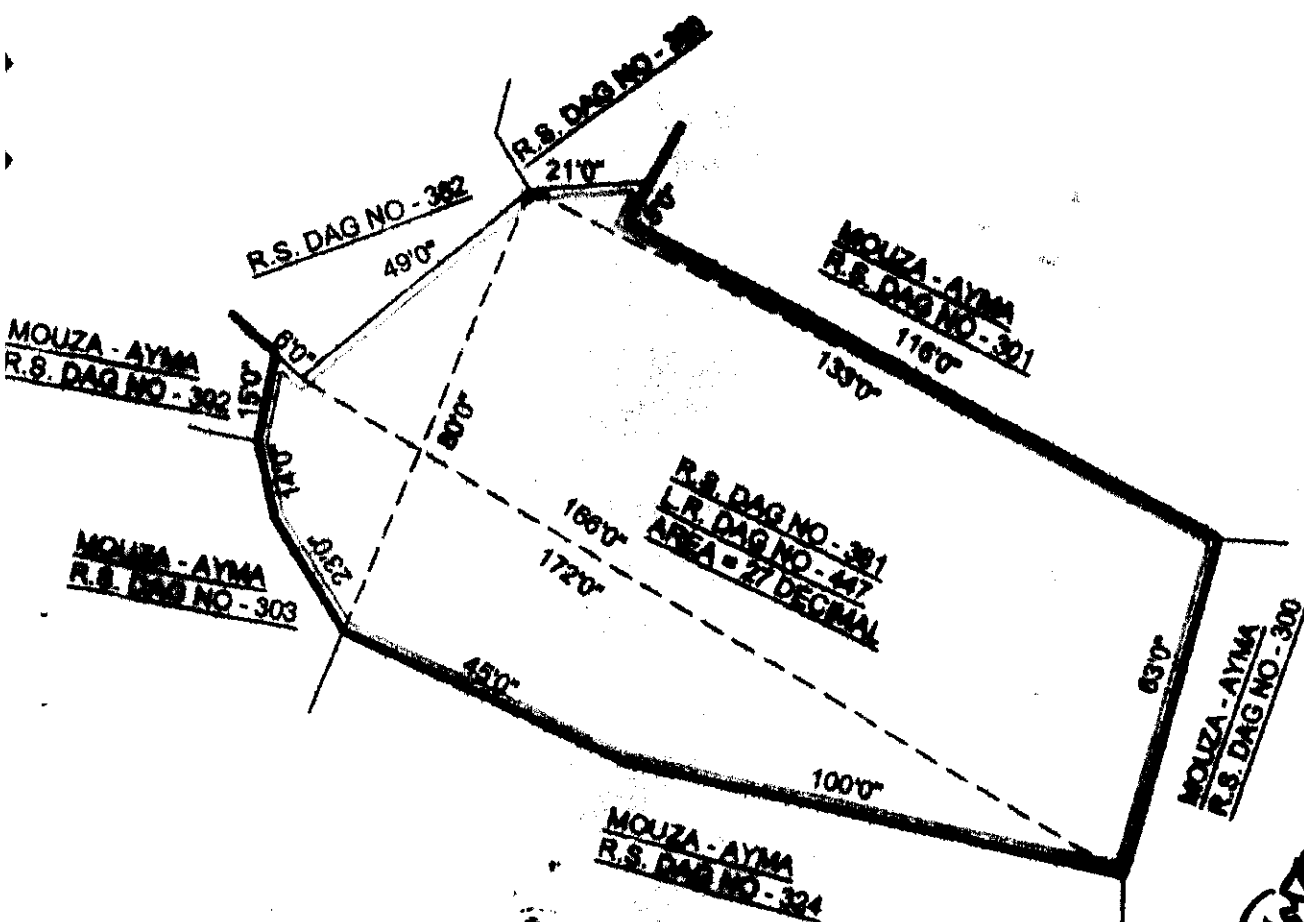 R.S. DAG NO -
21'0"
R.S. DAG NO - 382
49'0"
MOUZA - AYMA
R.S. DAG NO - 301
116'0"
133'0"
6'0"
MOUZA - AYMA
R.S. DAG NO - 302
15'0"
14'0"
80'0"
R.S. DAG NO - 381
L.R. DAG NO - 447
AREA = 27 DECIMAL
166'0"
172'0"
23'0"
MOUZA - AYMA
R.S. DAG NO - 303
45'0"
63'0"
MOUZA - AYMA
R.S. DAG NO - 300
100'0"
MOUZA - AYMA
R.S. DAG NO - 324